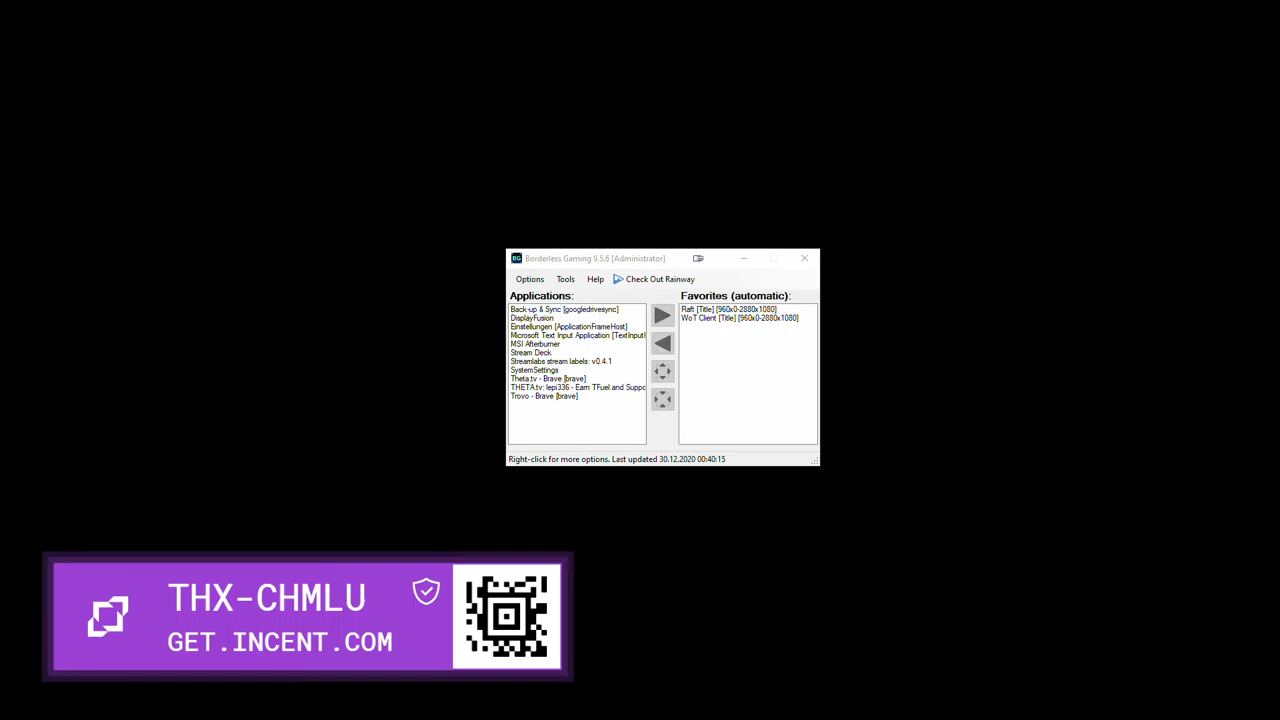 BG Borderless Gaming 9.5.6 [Administrator]
Options Tools Help Check Out Rainway
Applications:
Back-up & Sync [googledrivesync]
DisplayFusion
Einstellungen [ApplicationFrameHost]
Microsoft Text Input Application [TextInputH
MSI Afterburner
Stream Deck
Streamlabs stream labels: v0.4.1
SystemSettings
Theta.tv - Brave [brave]
THETA.tv: lepi336 - Earn TFuel and Suppo
Trovo - Brave [brave]
Favorites (automatic):
Raft [Title] [960x0-2880x1080]
WoT Client [Title] [960x0-2880x1080]
Right-click for more options. Last updated 30.12.2020 00:40:15
THX-CHMLU
GET.INCENT.COM